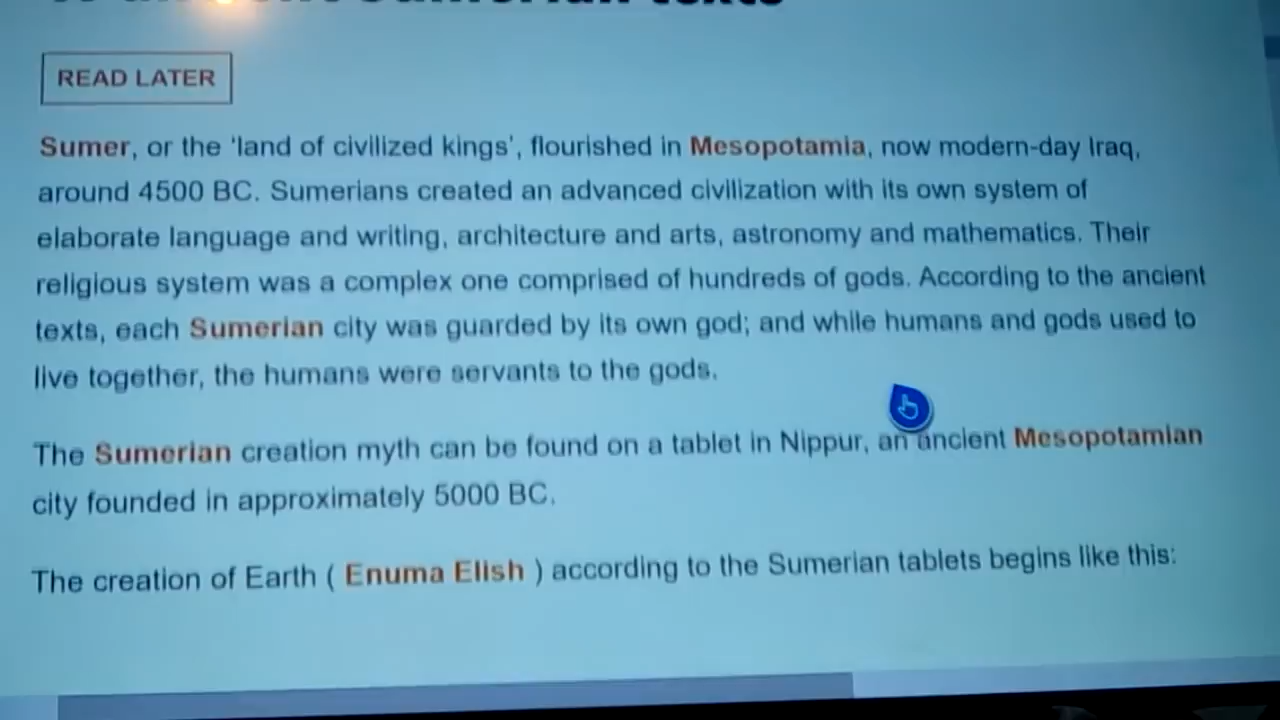 READ LATER
Sumer, or the ‘land of civilized kings’, flourished in Mesopotamia, now modern-day Iraq,
around 4500 BC. Sumerians created an advanced civilization with its own system of
elaborate language and writing, architecture and arts, astronomy and mathematics. Their
religious system was a complex one comprised of hundreds of gods. According to the ancient
texts, each Sumerian city was guarded by its own god; and while humans and gods used to
live together, the humans were servants to the gods.
The Sumerian creation myth can be found on a tablet in Nippur, an ancient Mesopotamian
city founded in approximately 5000 BC.
The creation of Earth ( Enuma Elish ) according to the Sumerian tablets begins like this: